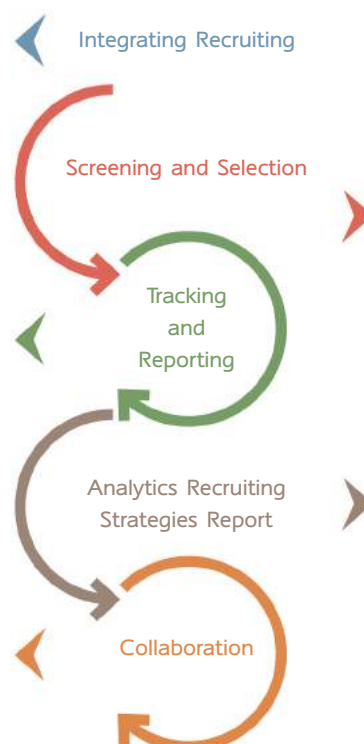 Integrating Recruiting
Screening and Selection
Tracking
and
Reporting
Analytics Recruiting
Strategies Report
Collaboration